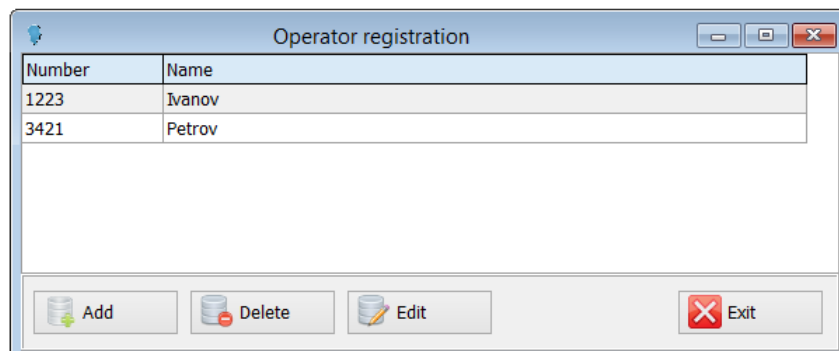 Operator registration
Number Name
1223 Ivanov
3421 Petrov
Add Delete Edit Exit